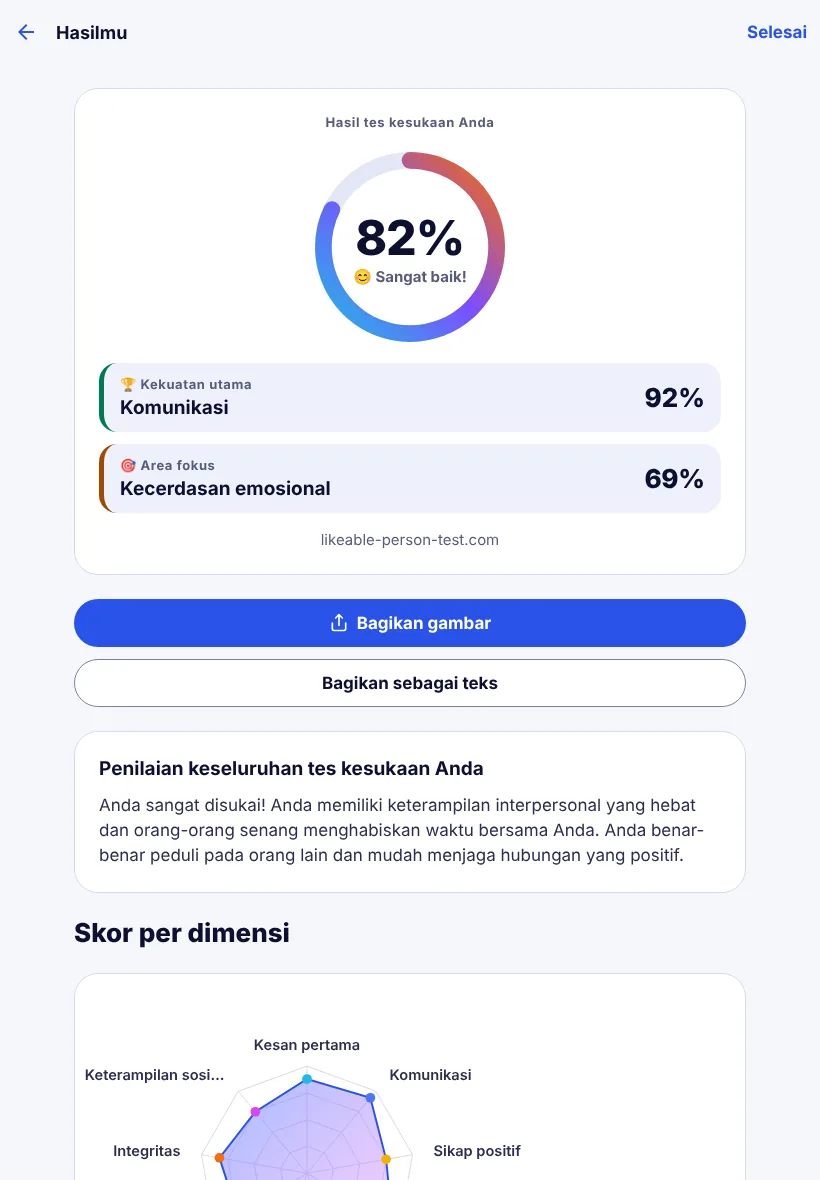 Hasilmu
Selesai
Hasil tes kesukaan Anda
82%
😊 Sangat baik!
🏆 Kekuatan utama
Komunikasi
92%
🎯 Area fokus
Kecerdasan emosional
69%
likeable-person-test.com
Bagikan gambar
Bagikan sebagai teks
Penilaian keseluruhan tes kesukaan Anda
Anda sangat disukai! Anda memiliki keterampilan interpersonal yang hebat
dan orang-orang senang menghabiskan waktu bersama Anda. Anda benar-
benar peduli pada orang lain dan mudah menjaga hubungan yang positif.
Skor per dimensi
Kesan pertama
Keterampilan sosi...
Komunikasi
Integritas
Sikap positif